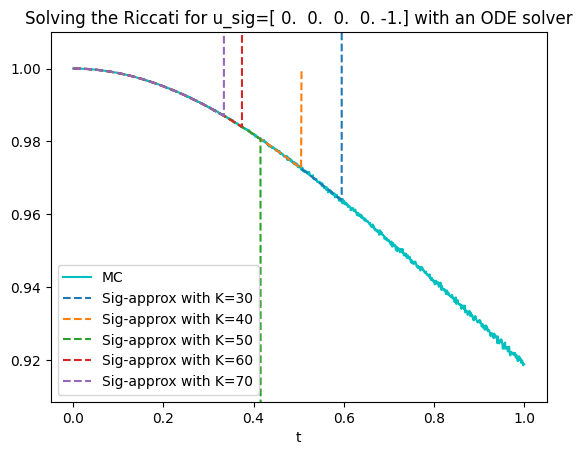 Solving the Riccati for u_sig=[ 0.  0.  0.  0. -1.] with an ODE solver
1.00
0.98
0.96
0.94
0.92
MC
Sig-approx with K=30
Sig-approx with K=40
Sig-approx with K=50
Sig-approx with K=60
Sig-approx with K=70
0.0 0.2 0.4 0.6 0.8 1.0
t